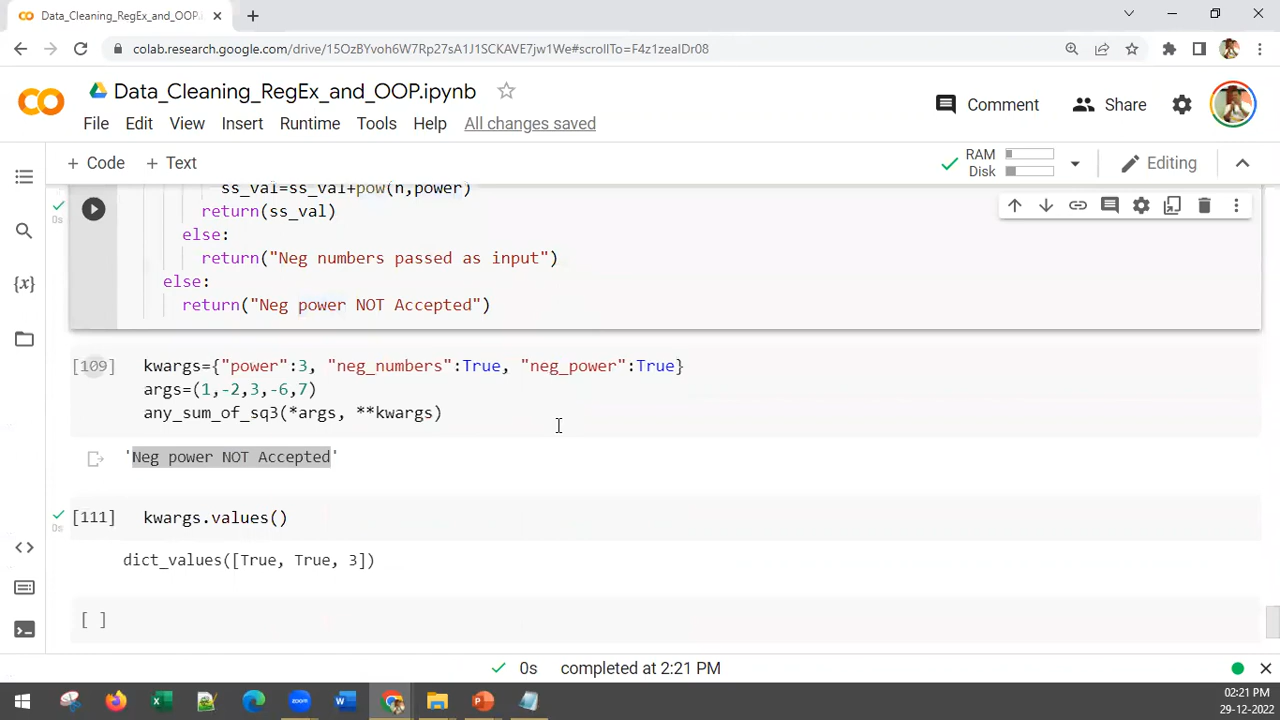 Data_Cleaning_RegEx_and_OOP.i
colab.research.google.com/drive/15OzBYvoh6W7Rp27sA1J1SCKAVE7jw1We#scrollTo=F4z1zeaIDr08
Data_Cleaning_RegEx_and_OOP.ipynb
Comment
Share
File Edit View Insert Runtime Tools Help All changes saved
+ Code + Text
RAM
Disk
Editing
ss_val=ss_val+pow(n,power)
return(ss_val)
else:
return("Neg numbers passed as input")
else:
return("Neg power NOT Accepted")
[109] kwargs={"power":3, "neg_numbers":True, "neg_power":True}
args=(1,-2,3,-6,7)
any_sum_of_sq3(*args, **kwargs)
'Neg power NOT Accepted'
[111] kwargs.values()
0s
dict_values([True, True, 3])
[ ]
0s completed at 2:21 PM
02:21 PM
29-12-2022